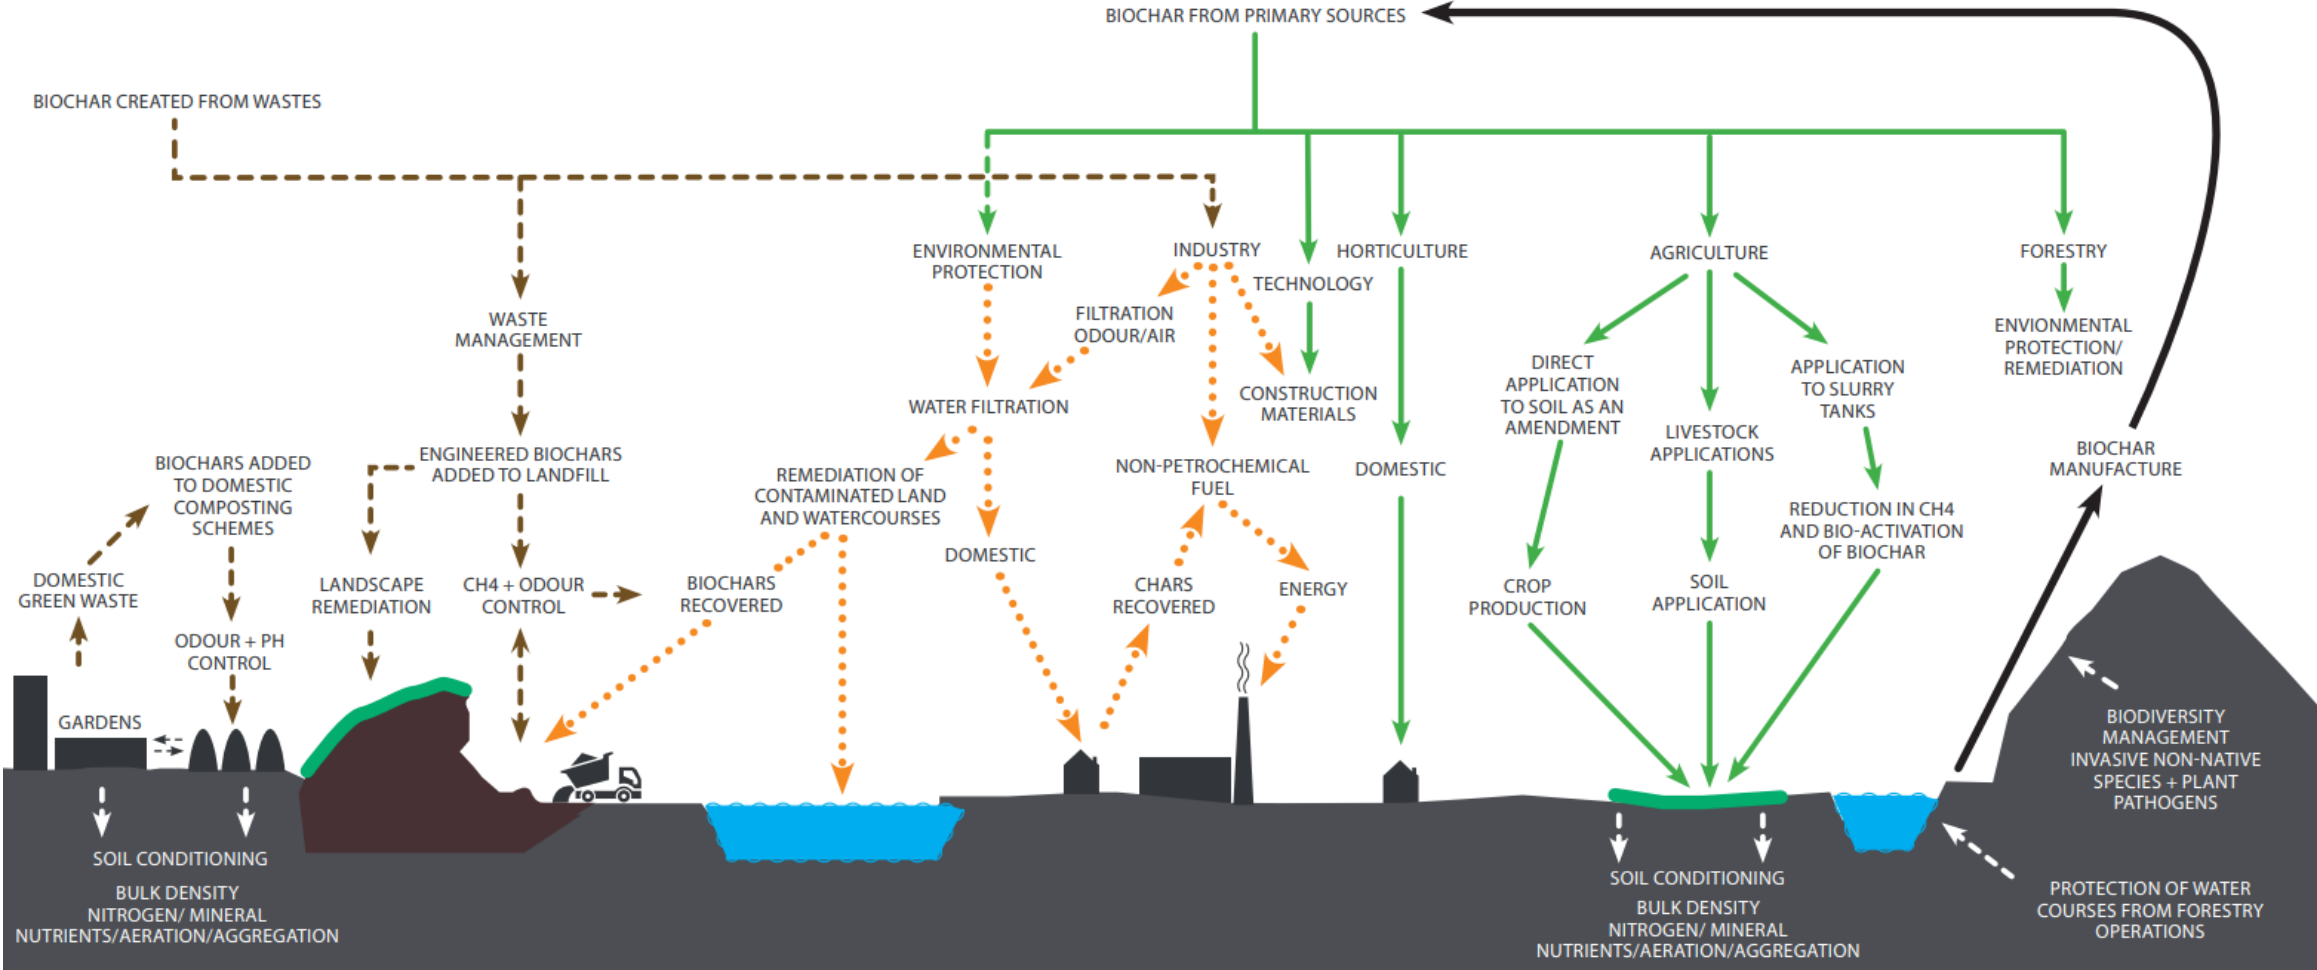 BIOCHAR FROM PRIMARY SOURCES
BIOCHAR CREATED FROM WASTES
ENVIRONMENTAL
PROTECTION
INDUSTRY
HORTICULTURE
AGRICULTURE
FORESTRY
TECHNOLOGY
FILTRATION
ODOUR/AIR
WASTE
MANAGEMENT
ENVIONMENTAL
PROTECTION/
REMEDIATION
DIRECT
APPLICATION
TO SOIL AS AN
AMENDMENT
APPLICATION
TO SLURRY
TANKS
WATER FILTRATION
CONSTRUCTION
MATERIALS
LIVESTOCK
APPLICATIONS
BIOCHAR
MANUFACTURE
BIOCHARS ADDED
TO DOMESTIC
COMPOSTING
SCHEMES
ENGINEERED BIOCHARS
ADDED TO LANDFILL
REMEDIATION OF
CONTAMINATED LAND
AND WATERCOURSES
NON-PETROCHEMICAL
FUEL
DOMESTIC
REDUCTION IN CH4
AND BIO-ACTIVATION
OF BIOCHAR
DOMESTIC
DOMESTIC
GREEN WASTE
LANDSCAPE
REMEDIATION
CH4 + ODOUR
CONTROL
BIOCHARS
RECOVERED
CHARS
RECOVERED
ENERGY
CROP
PRODUCTION
SOIL
APPLICATION
ODOUR + PH
CONTROL
GARDENS
BIODIVERSITY
MANAGEMENT
INVASIVE NON-NATIVE
SPECIES + PLANT
PATHOGENS
SOIL CONDITIONING
BULK DENSITY
NITROGEN/ MINERAL
NUTRIENTS/AERATION/AGGREGATION
SOIL CONDITIONING
BULK DENSITY
NITROGEN/ MINERAL
NUTRIENTS/AERATION/AGGREGATION
PROTECTION OF WATER
COURSES FROM FORESTRY
OPERATIONS